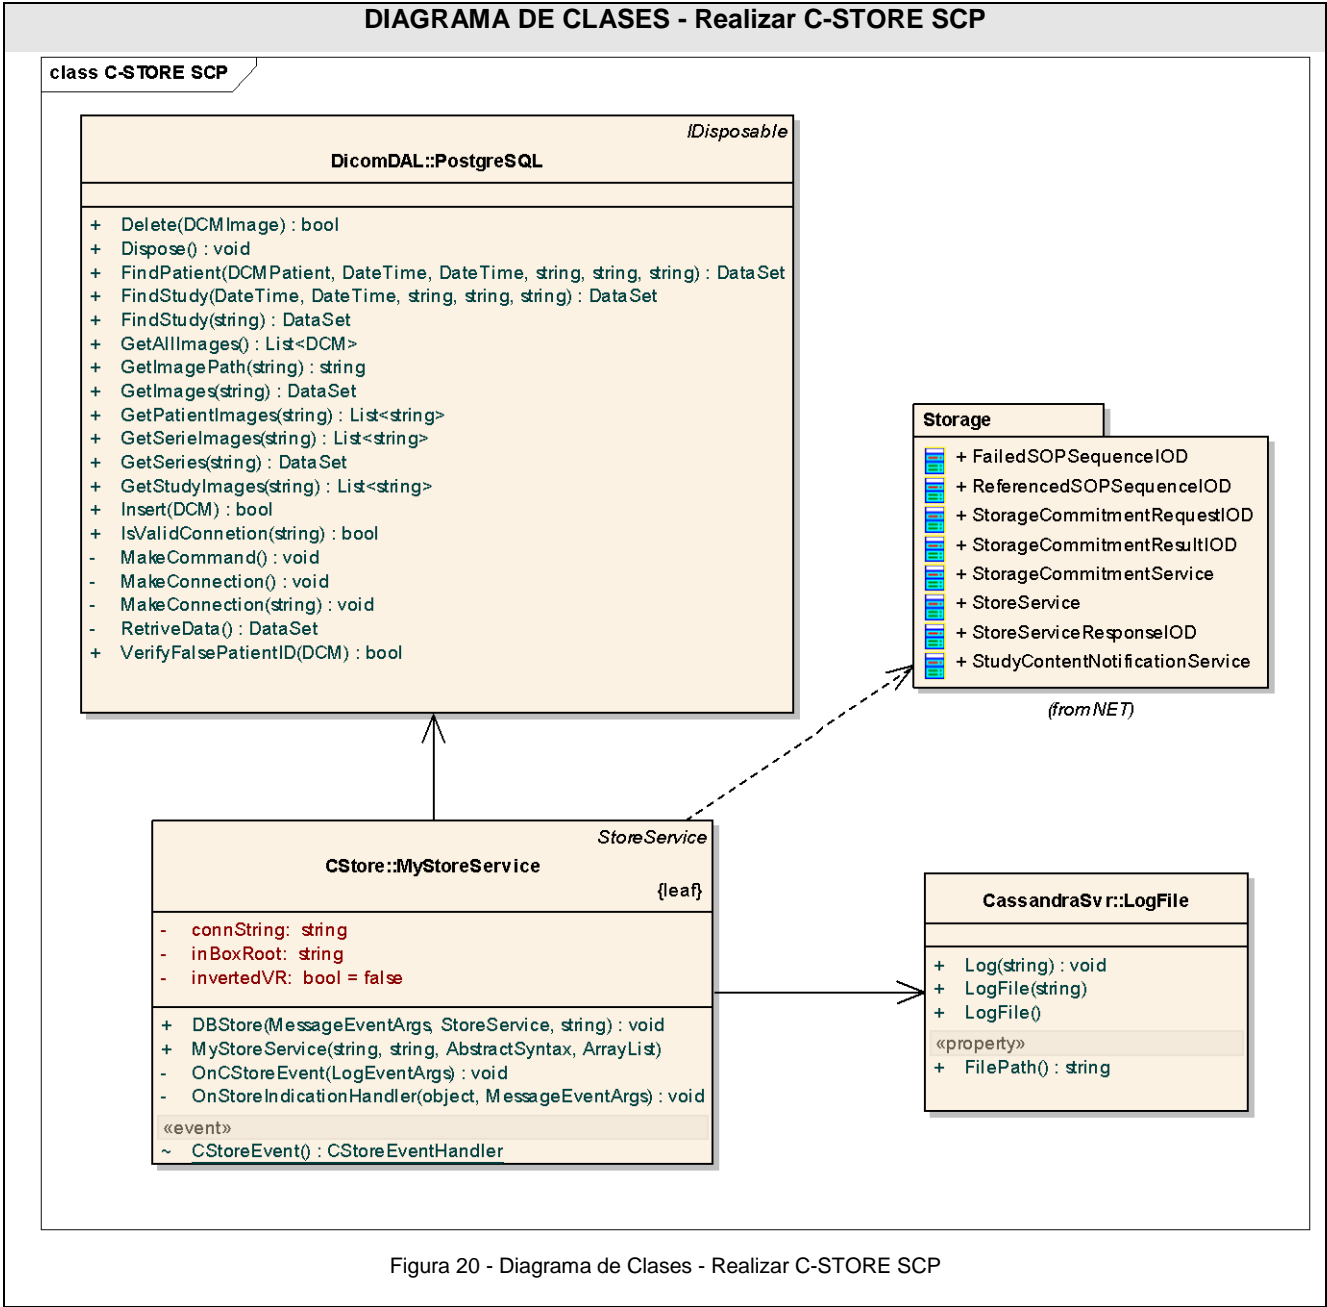 DIAGRAMA DE CLASES - Realizar C-STORE SCP
class C-STORE SCP
IDisposable
DicomDAL::PostgreSQL
+ Delete(DCMImage) : bool
+ Dispose() : void
+ FindPatient(DCMPatient, DateTime, DateTime, string, string, string) : DataSet
+ FindStudy(DateTime, DateTime, string, string, string) : DataSet
+ FindStudy(string) : DataSet
+ GetAllImages() : List<DCM>
+ GetImagePath(string) : string
+ GetImages(string) : DataSet
+ GetPatientImages(string) : List<string>
+ GetSerieImages(string) : List<string>
+ GetSeries(string) : DataSet
+ GetStudyImages(string) : List<string>
+ Insert(DCM) : bool
+ IsValidConnetion(string) : bool
- MakeCommand() : void
- MakeConnection() : void
- MakeConnection(string) : void
- RetriveData() : DataSet
+ VerifyFalsePatientID(DCM) : bool
Storage
+ FailedSOPSequenceIOD
+ ReferencedSOPSequenceIOD
+ StorageCommitmentRequestIOD
+ StorageCommitmentResultIOD
+ StorageCommitmentService
+ StoreService
+ StoreServiceResponseIOD
+ StudyContentNotificationService
(from NET)
StoreService
CStore::MyStoreService
{leaf}
- connString: string
- inBoxRoot: string
- invertedVR: bool = false
+ DBStore(MessageEventArgs, StoreService, string) : void
+ MyStoreService(string, string, AbstractSyntax, ArrayList)
- OnCStoreEvent(LogEventArgs) : void
- OnStoreIndicationHandler(object, MessageEventArgs) : void
«event»
~ CStoreEvent() : CStoreEventHandler
CassandraSvr::LogFile
+ Log(string) : void
+ LogFile(string)
+ LogFile()
«property»
+ FilePath() : string
Figura 20 - Diagrama de Clases - Realizar C-STORE SCP